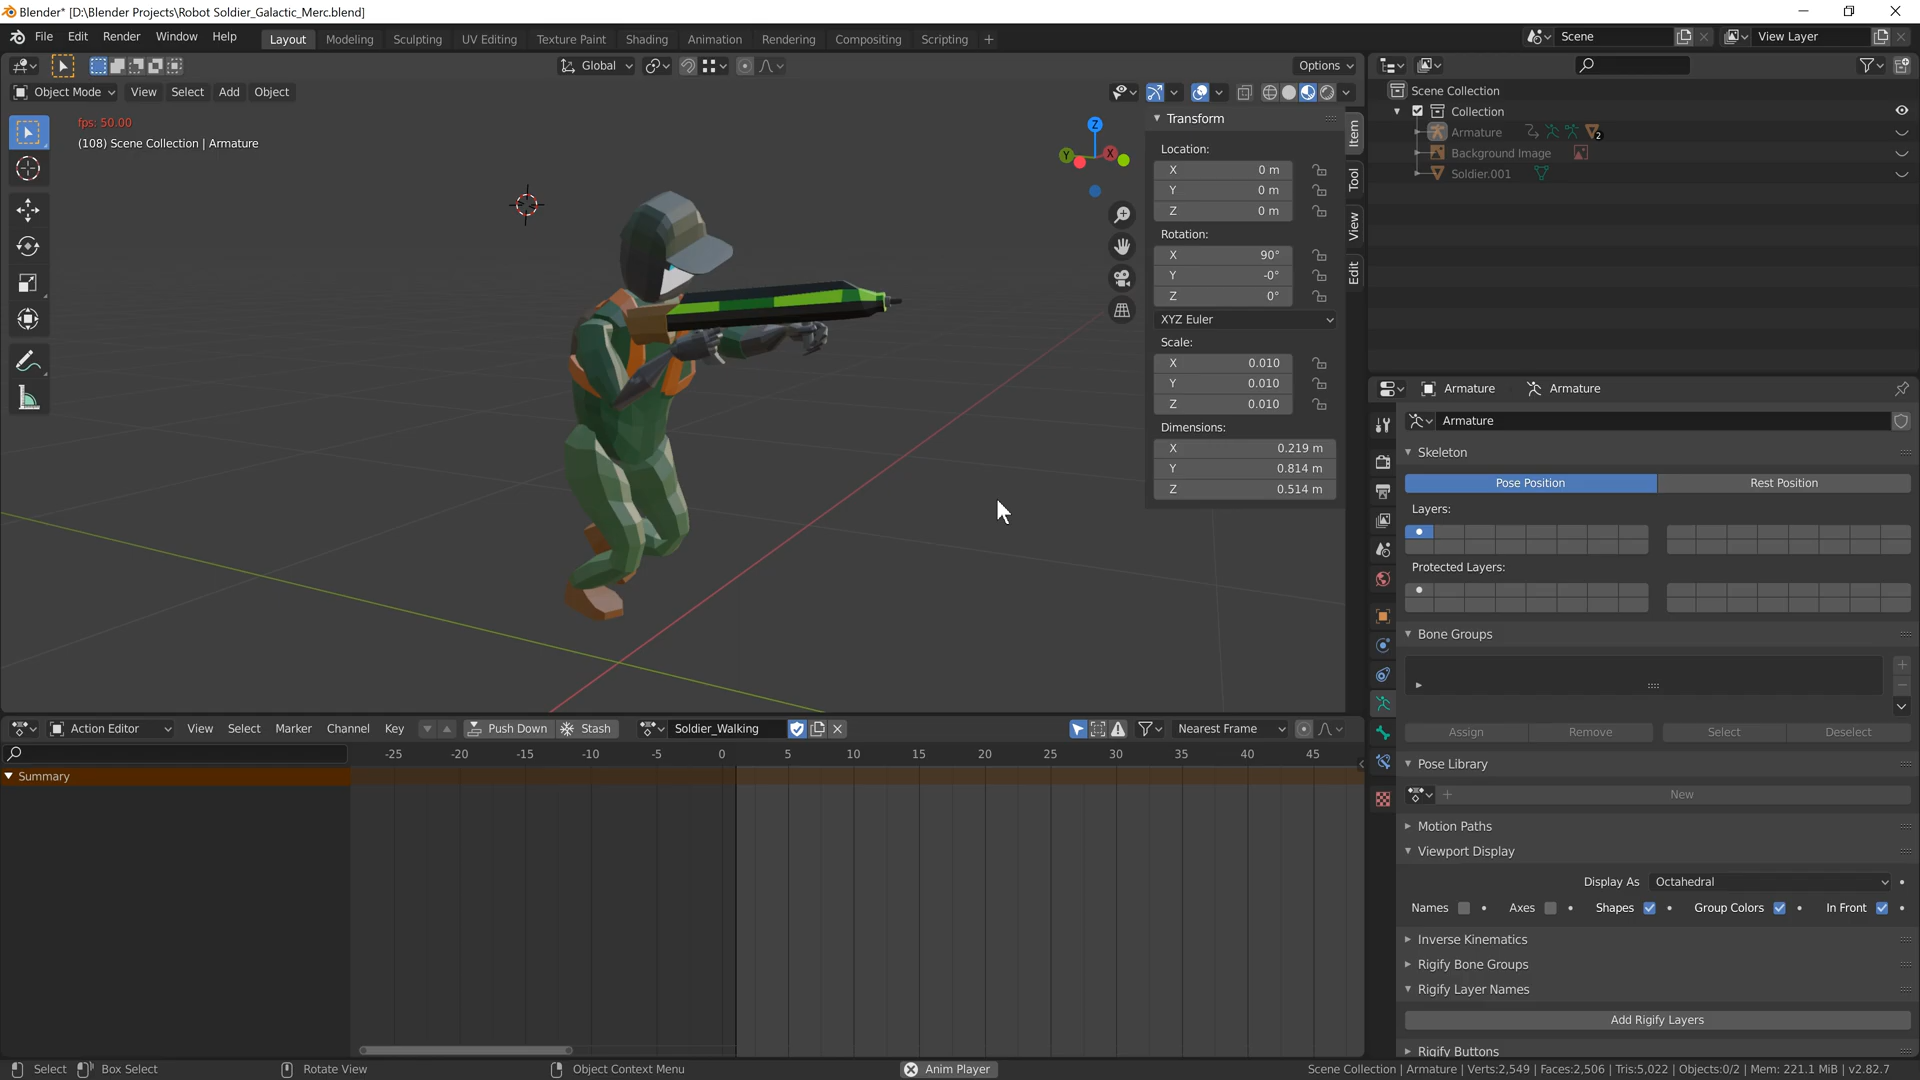 Blender* [D:\Blender Projects\Robot Soldier_Galactic_Merc.blend]
File Edit Render Window Help Layout Modeling Sculpting UV Editing Texture Paint Shading Animation Rendering Compositing Scripting + Scene View Layer
Global Options
Object Mode View Select Add Object
fps: 50.00
(108) Scene Collection | Armature
Z
Y
X
Transform
Location:
X 0 m
Y 0 m
Z 0 m
Rotation:
X 90°
Y -0°
Z 0°
XYZ Euler
Scale:
X 0.010
Y 0.010
Z 0.010
Dimensions:
X 0.219 m
Y 0.814 m
Z 0.514 m
Item
Tool
View
Edit
Scene Collection
Collection
Armature 2
Background Image
Soldier.001
Armature Armature
Armature
Skeleton
Pose Position Rest Position
Layers:
Protected Layers:
Bone Groups
Assign Remove Select Deselect
Pose Library
New
Motion Paths
Viewport Display
Display As Octahedral
Names Axes Shapes Group Colors In Front
Inverse Kinematics
Rigify Bone Groups
Rigify Layer Names
Add Rigify Layers
Rigify Buttons
Action Editor View Select Marker Channel Key Push Down Stash Soldier_Walking Nearest Frame
-25 -20 -15 -10 -5 0 5 10 15 20 25 30 35 40 45
Summary
Select Box Select Rotate View Object Context Menu Anim Player Scene Collection | Armature | Verts:2,549 | Faces:2,506 | Tris:5,022 | Objects:0/2 | Mem: 221.1 MiB | v2.82.7